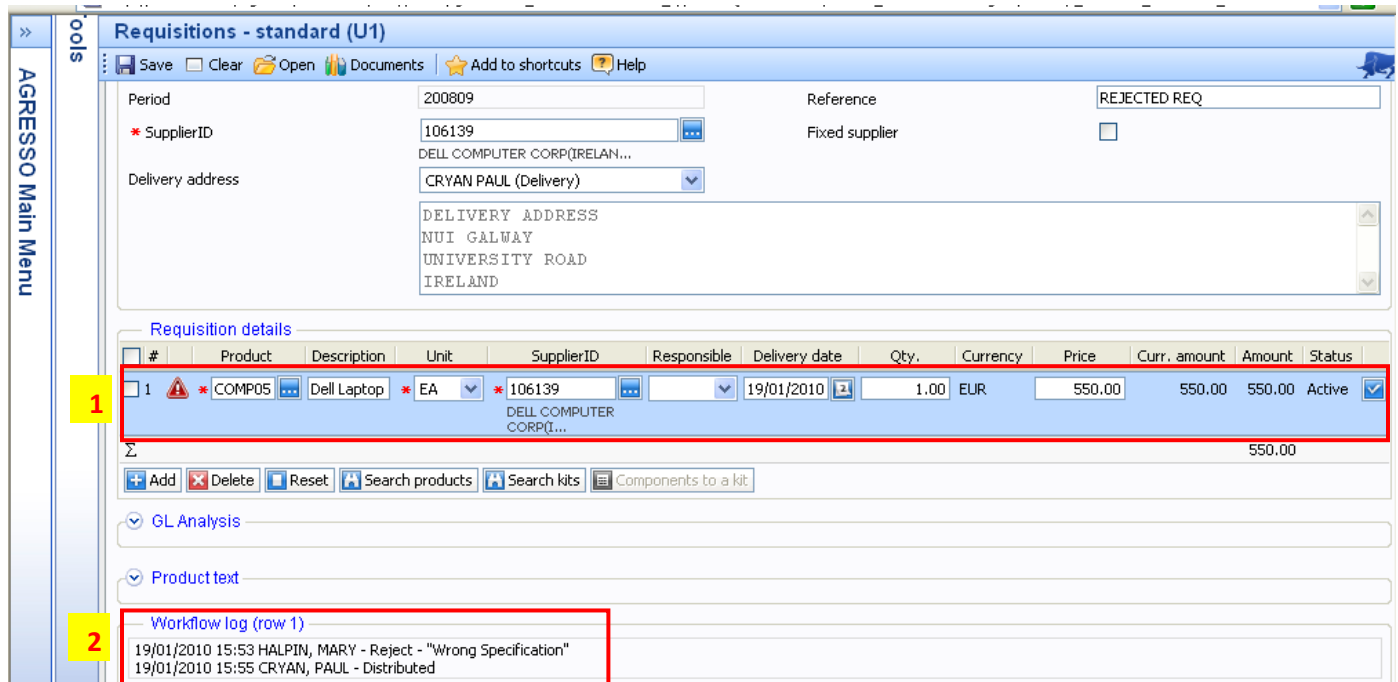 »
Tools
AGRESSO Main Menu
Requisitions - standard (U1)
Save Clear Open Documents Add to shortcuts Help
Period 200809 Reference REJECTED REQ
* SupplierID 106139 ... Fixed supplier
DELL COMPUTER CORP(IRELAN...
Delivery address CRYAN PAUL (Delivery)
DELIVERY ADDRESS
NUI GALWAY
UNIVERSITY ROAD
IRELAND
Requisition details
# Product Description Unit SupplierID Responsible Delivery date Qty. Currency Price Curr. amount Amount Status
1 1 * COMP05 ... Dell Laptop * EA * 106139 ... 19/01/2010 1.00 EUR 550.00 550.00 550.00 Active
DELL COMPUTER
CORP(I...
Σ 550.00
Add Delete Reset Search products Search kits Components to a kit
GL Analysis
Product text
2 Workflow log (row 1)
19/01/2010 15:53 HALPIN, MARY - Reject - "Wrong Specification"
19/01/2010 15:55 CRYAN, PAUL - Distributed